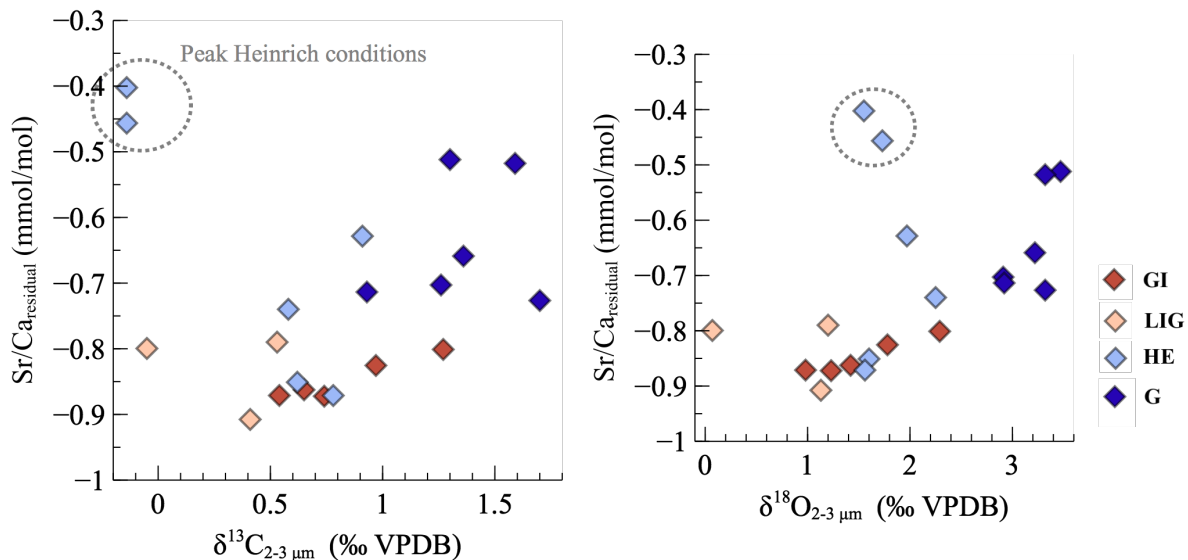 −0.3
−0.4
−0.5
−0.6
−0.7
−0.8
−0.9
−1
Sr/Ca_residual (mmol/mol)
Peak Heinrich conditions
0
0.5
1
1.5
δ¹³C₂₋₃ μm (‰ VPDB)
−0.3
−0.4
−0.5
−0.6
−0.7
−0.8
−0.9
−1
Sr/Ca_residual (mmol/mol)
0
1
2
3
δ¹⁸O₂₋₃ μm (‰ VPDB)
GI
LIG
HE
G